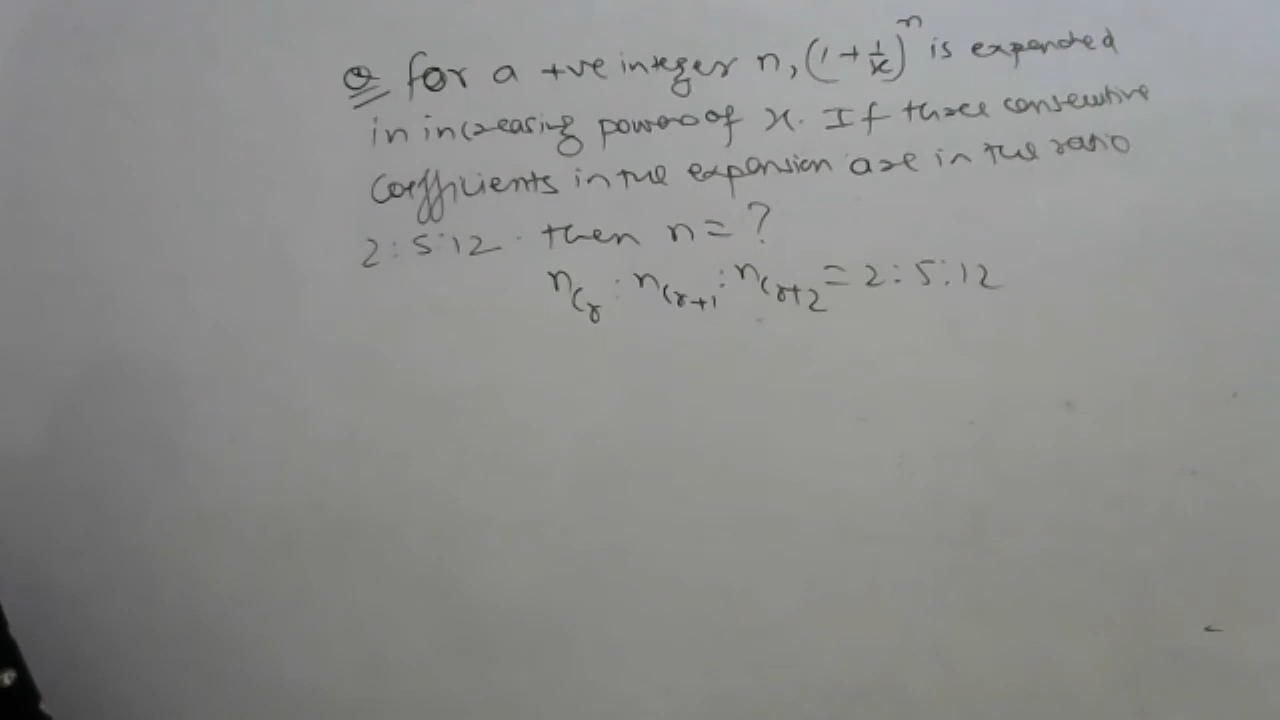 Q For a +ve integer n, (1 + 1/x)^n is expanded
in increasing powers of x. If three consecutive
coefficients in the expansion are in the ratio
2:5:12. then n = ?
nCr : nCr+1 : nCr+2 = 2:5:12